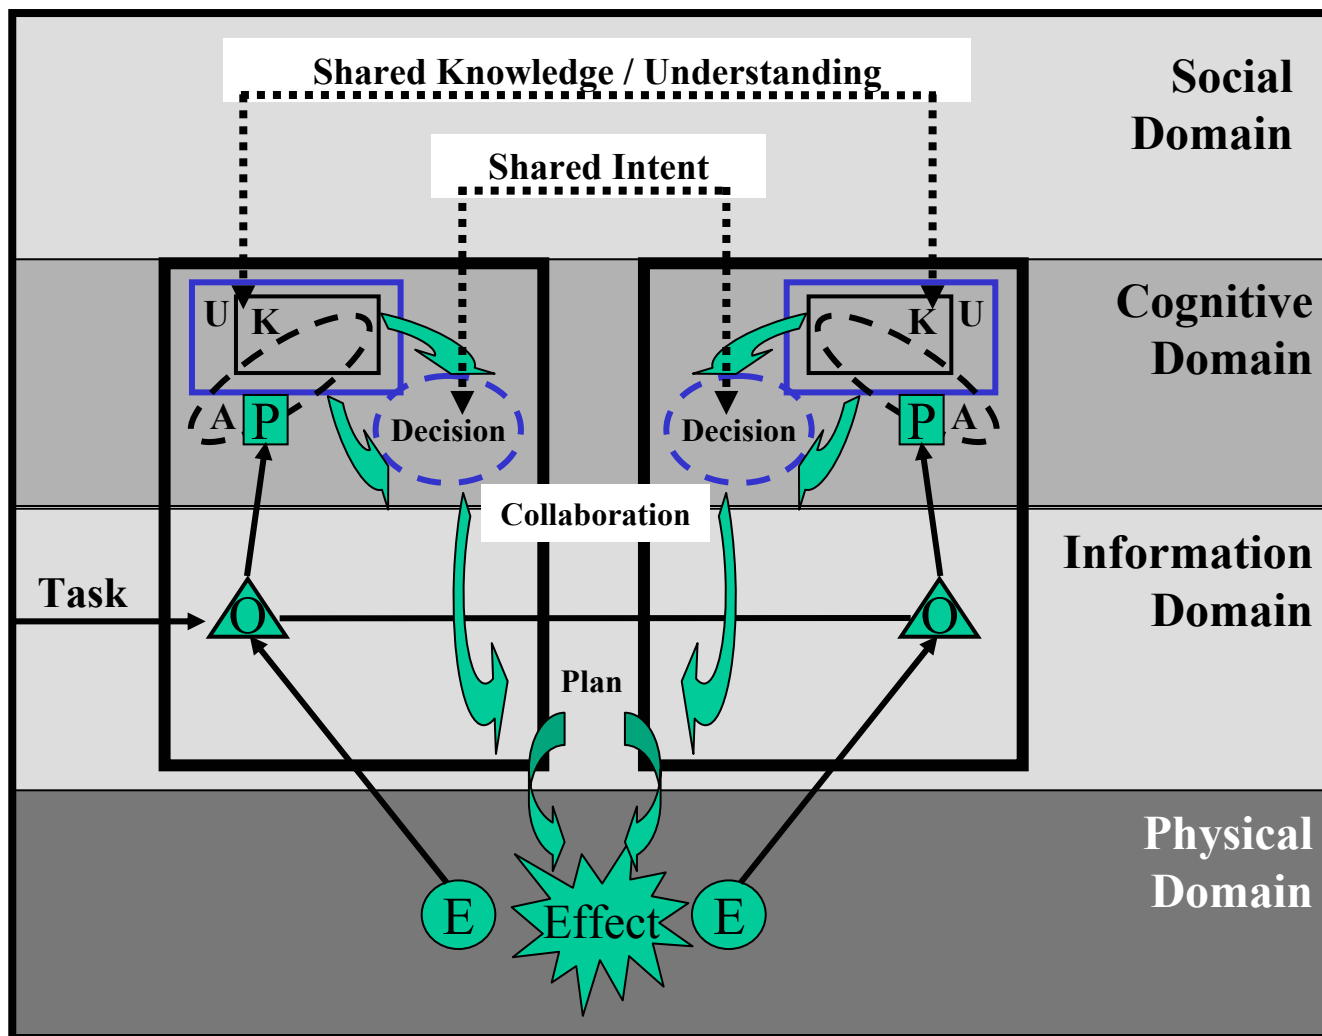 Shared Knowledge / Understanding
Social
Domain
Shared Intent
U
K
K
U
Cognitive
Domain
A
P
Decision
Decision
P
A
Collaboration
Information
Domain
Task
O
O
Plan
Physical
Domain
E
Effect
E